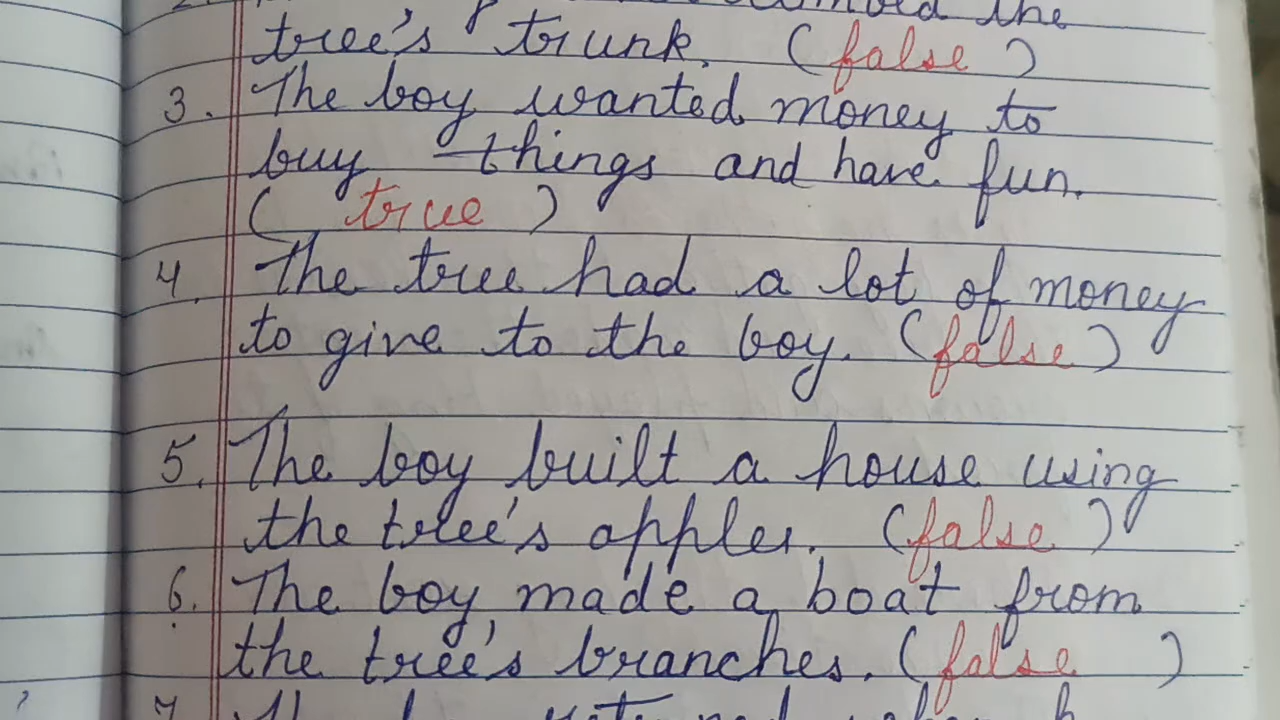 the
tree's trunk. (false)
3. The boy wanted money to
buy things and have fun.
( true )
4. The tree had a lot of money
to give to the boy. (false)
5. The boy built a house using
the tree's apples. (false)
6. The boy made a boat from
the tree's branches. (false )
7.